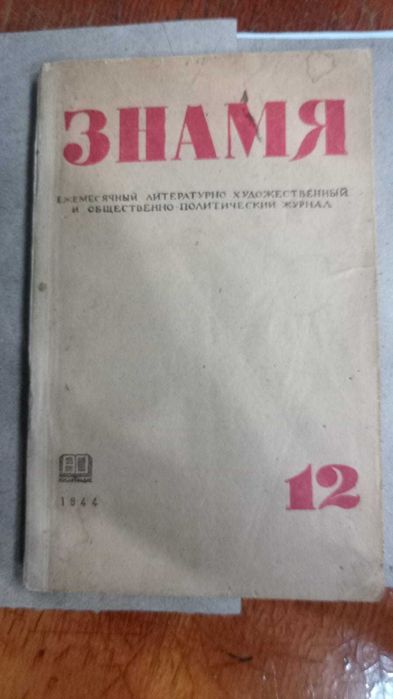 ЗНАМЯ
ЕЖЕМЕСЯЧНЫЙ ЛИТЕРАТУРНО ХУДОЖЕСТВЕННЫЙ
И ОБЩЕСТВЕННО-ПОЛИТИЧЕСКИЙ ЖУРНАЛ
1944
12